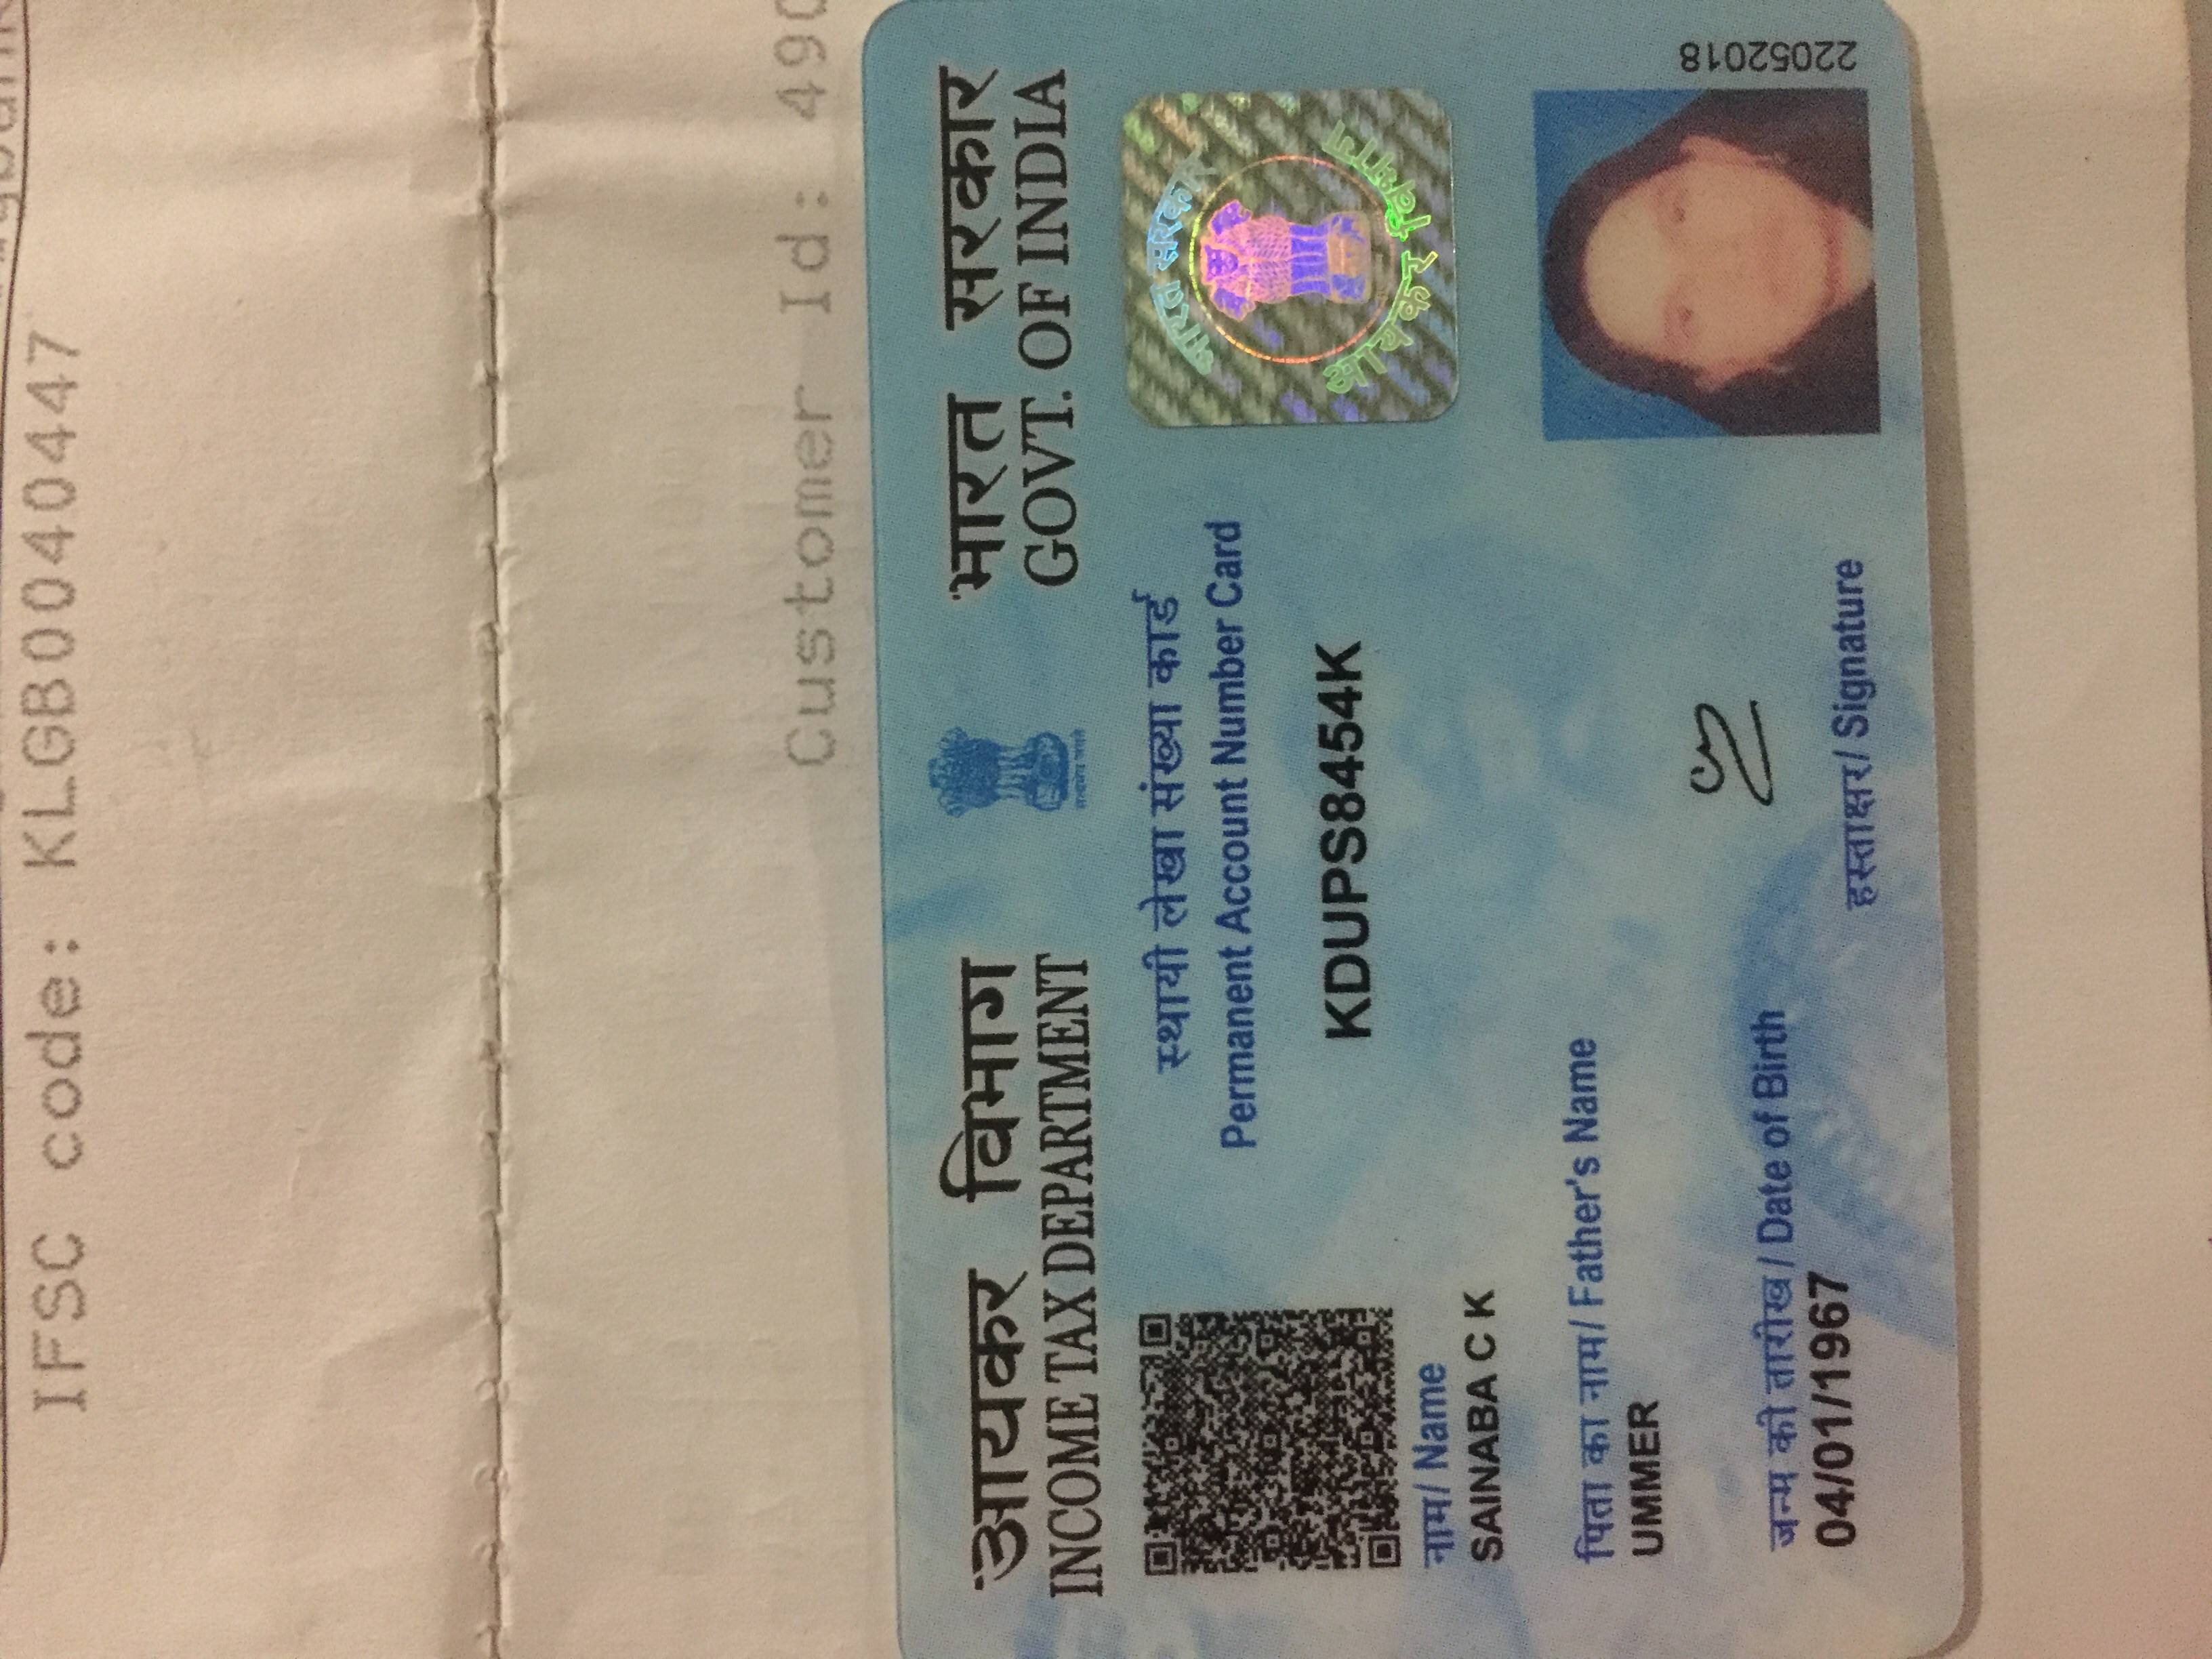 IFSC code: KLGB0040447
Customer Id:
आयकर विभाग
INCOME TAX DEPARTMENT
सत्यमेव जयते
भारत सरकार
GOVT. OF INDIA
स्थायी लेखा संख्या कार्ड
Permanent Account Number Card
KDUPS8454K
भारत सरकार
आयकर विभाग
नाम/ Name
SAINABA C K
पिता का नाम/ Father's Name
UMMER
जन्म की तारीख/ Date of Birth
04/01/1967
हस्ताक्षर/ Signature
22052018